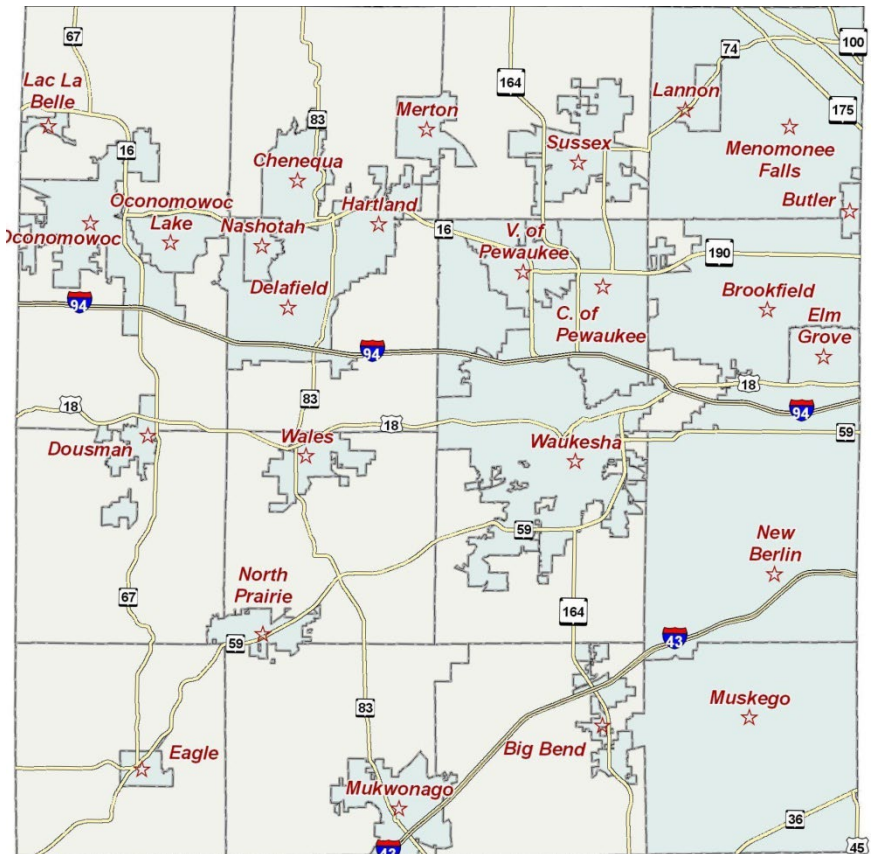 67
100
74
164
Lac La
Belle
Lannon
Merton
175
83
Sussex
Menomonee
Falls
16
Chenequa
Butler
Oconomowoc
Lake
Hartland
Oconomowoc
Nashotah
16
V. of
Pewaukee
190
Delafield
Brookfield
94
C. of
Pewaukee
Elm
Grove
94
18
83
18
94
18
59
Dousman
Wales
Waukesha
59
New
Berlin
North
Prairie
67
164
59
43
Muskego
83
Eagle
Big Bend
Mukwonago
36
43
45